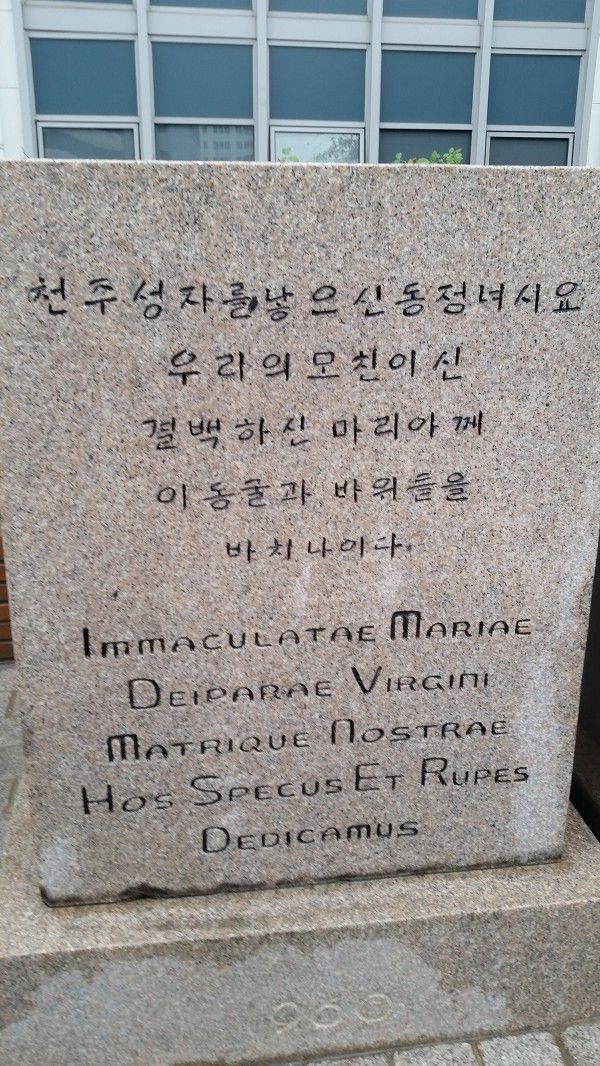 천주성자를낳으신동정녀시요
우리의모친이신
결백하신 마리아께
이 동굴과 바위들을
바치나이다.
IMMACULATAE MARIAE
DEIPARAE VIRGINI
MATRIQUE NOSTRAE
HOS SPECUS ET RUPES
DEDICAMUS
960